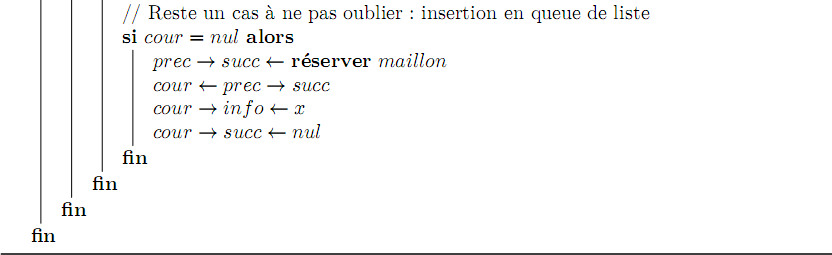 // Reste un cas à ne pas oublier : insertion en queue de liste
si cour = nul alors
prec → succ ← réserver maillon
cour ← prec → succ
cour → info ← x
cour → succ ← nul
fin
fin
fin
fin